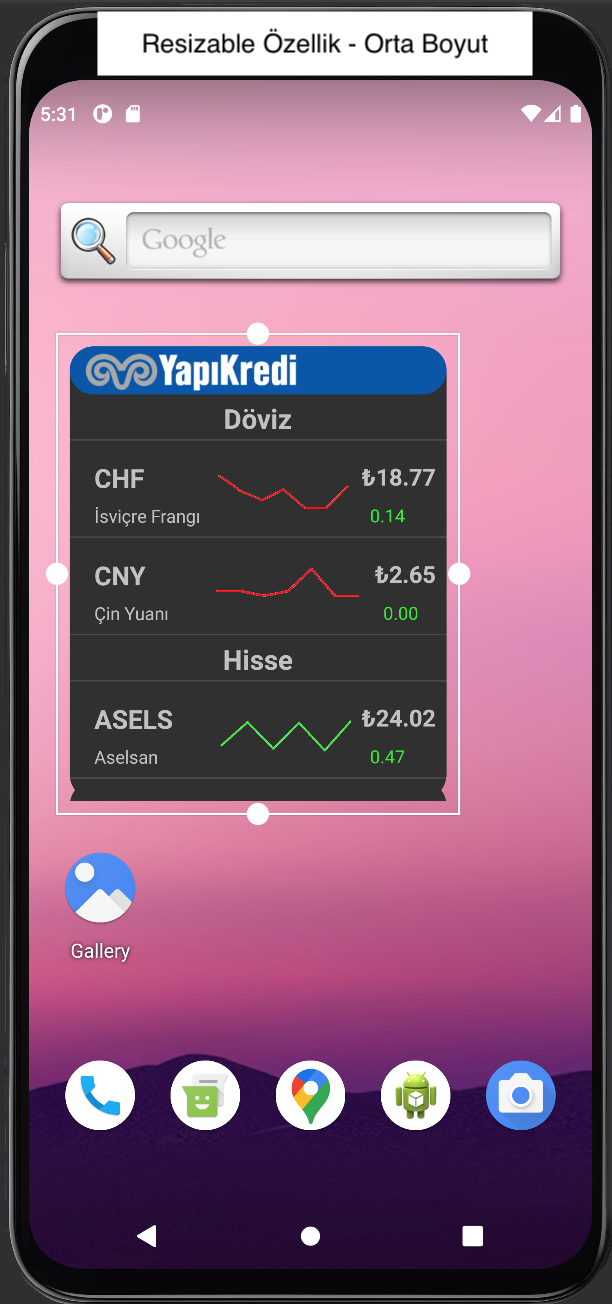 Resizable Özellik - Orta Boyut
5:31
Google
YapıKredi
Döviz
CHF
₺18.77
İsviçre Frangı
0.14
CNY
₺2.65
Çin Yuanı
0.00
Hisse
ASELS
₺24.02
Aselsan
0.47
Gallery